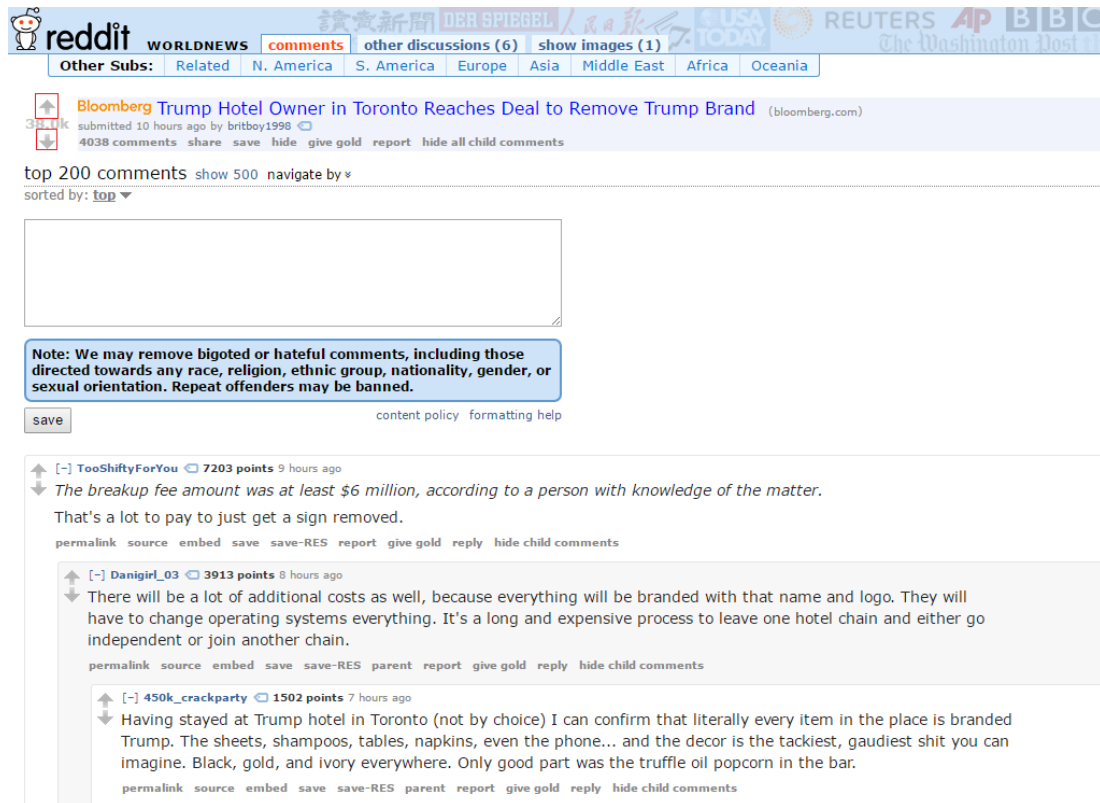 讀賣新聞 DER SPIEGEL 人民日报 USA TODAY REUTERS AP B B C
reddit WORLDNEWS comments other discussions (6) show images (1) The Washington Post
Other Subs: Related N. America S. America Europe Asia Middle East Africa Oceania
Bloomberg Trump Hotel Owner in Toronto Reaches Deal to Remove Trump Brand (bloomberg.com)
38.0k submitted 10 hours ago by britboy1998
4038 comments share save hide give gold report hide all child comments
top 200 comments show 500 navigate by
sorted by: top
Note: We may remove bigoted or hateful comments, including those
directed towards any race, religion, ethnic group, nationality, gender, or
sexual orientation. Repeat offenders may be banned.
save content policy formatting help
[-] TooShiftyForYou 7203 points 9 hours ago
The breakup fee amount was at least $6 million, according to a person with knowledge of the matter.
That's a lot to pay to just get a sign removed.
permalink source embed save save-RES report give gold reply hide child comments
[-] Danigirl_03 3913 points 8 hours ago
There will be a lot of additional costs as well, because everything will be branded with that name and logo. They will
have to change operating systems everything. It's a long and expensive process to leave one hotel chain and either go
independent or join another chain.
permalink source embed save save-RES parent report give gold reply hide child comments
[-] 450k_crackparty 1502 points 7 hours ago
Having stayed at Trump hotel in Toronto (not by choice) I can confirm that literally every item in the place is branded
Trump. The sheets, shampoos, tables, napkins, even the phone... and the decor is the tackiest, gaudiest shit you can
imagine. Black, gold, and ivory everywhere. Only good part was the truffle oil popcorn in the bar.
permalink source embed save save-RES parent report give gold reply hide child comments